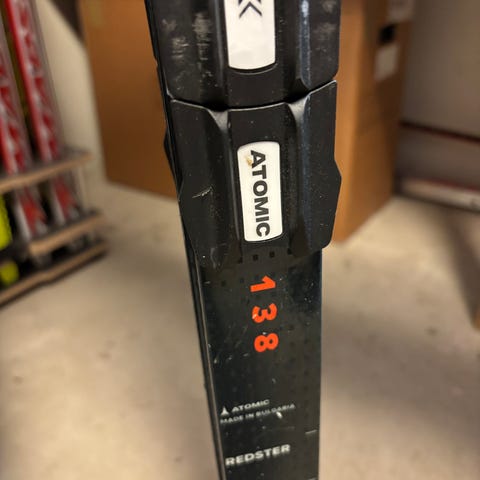 ATOMIC
138
ATOMIC
MADE IN BULGARIA
REDSTER